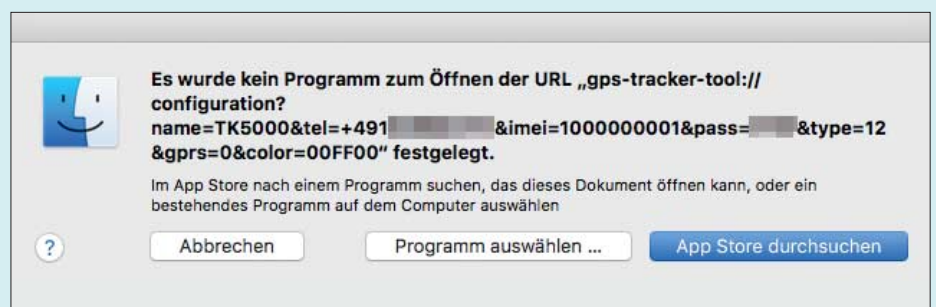 Es wurde kein Programm zum Öffnen der URL „gps-tracker-tool://
configuration?
name=TK5000&tel=+491 &imei=1000000001&pass= &type=12
&gprs=0&color=00FF00“ festgelegt.
Im App Store nach einem Programm suchen, das dieses Dokument öffnen kann, oder ein
bestehendes Programm auf dem Computer auswählen
? Abbrechen Programm auswählen ... App Store durchsuchen